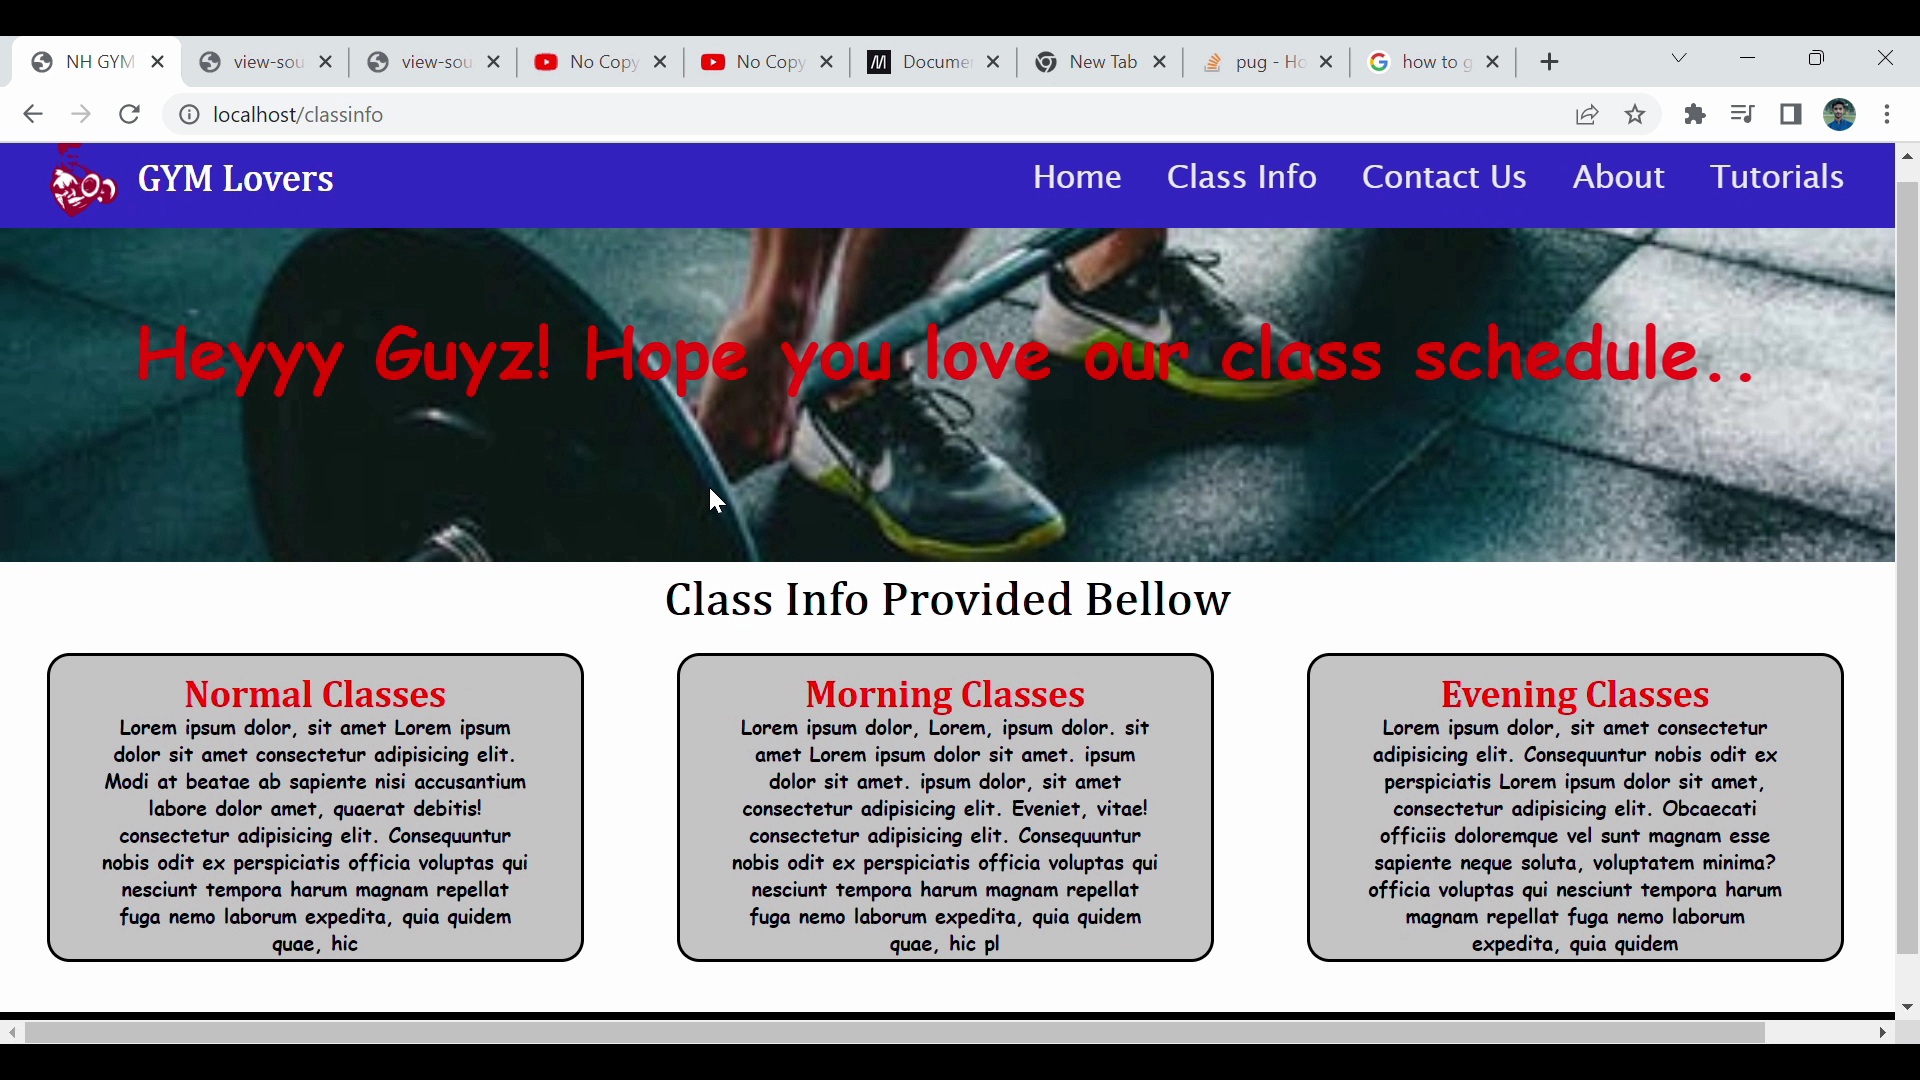 NH GYM
view-sou
view-sou
No Copy
No Copy
Docume
New Tab
pug - Ho
how to g
localhost/classinfo
GYM Lovers
Home
Class Info
Contact Us
About
Tutorials
Heyyy Guyz! Hope you love our class schedule..
Class Info Provided Bellow
Normal Classes
Lorem ipsum dolor, sit amet Lorem ipsum
dolor sit amet consectetur adipisicing elit.
Modi at beatae ab sapiente nisi accusantium
labore dolor amet, quaerat debitis!
consectetur adipisicing elit. Consequuntur
nobis odit ex perspiciatis officia voluptas qui
nesciunt tempora harum magnam repellat
fuga nemo laborum expedita, quia quidem
quae, hic
Morning Classes
Lorem ipsum dolor, Lorem, ipsum dolor. sit
amet Lorem ipsum dolor sit amet. ipsum
dolor sit amet. ipsum dolor, sit amet
consectetur adipisicing elit. Eveniet, vitae!
consectetur adipisicing elit. Consequuntur
nobis odit ex perspiciatis officia voluptas qui
nesciunt tempora harum magnam repellat
fuga nemo laborum expedita, quia quidem
quae, hic pl
Evening Classes
Lorem ipsum dolor, sit amet consectetur
adipisicing elit. Consequuntur nobis odit ex
perspiciatis Lorem ipsum dolor sit amet,
consectetur adipisicing elit. Obcaecati
officiis doloremque vel sunt magnam esse
sapiente neque soluta, voluptatem minima?
officia voluptas qui nesciunt tempora harum
magnam repellat fuga nemo laborum
expedita, quia quidem